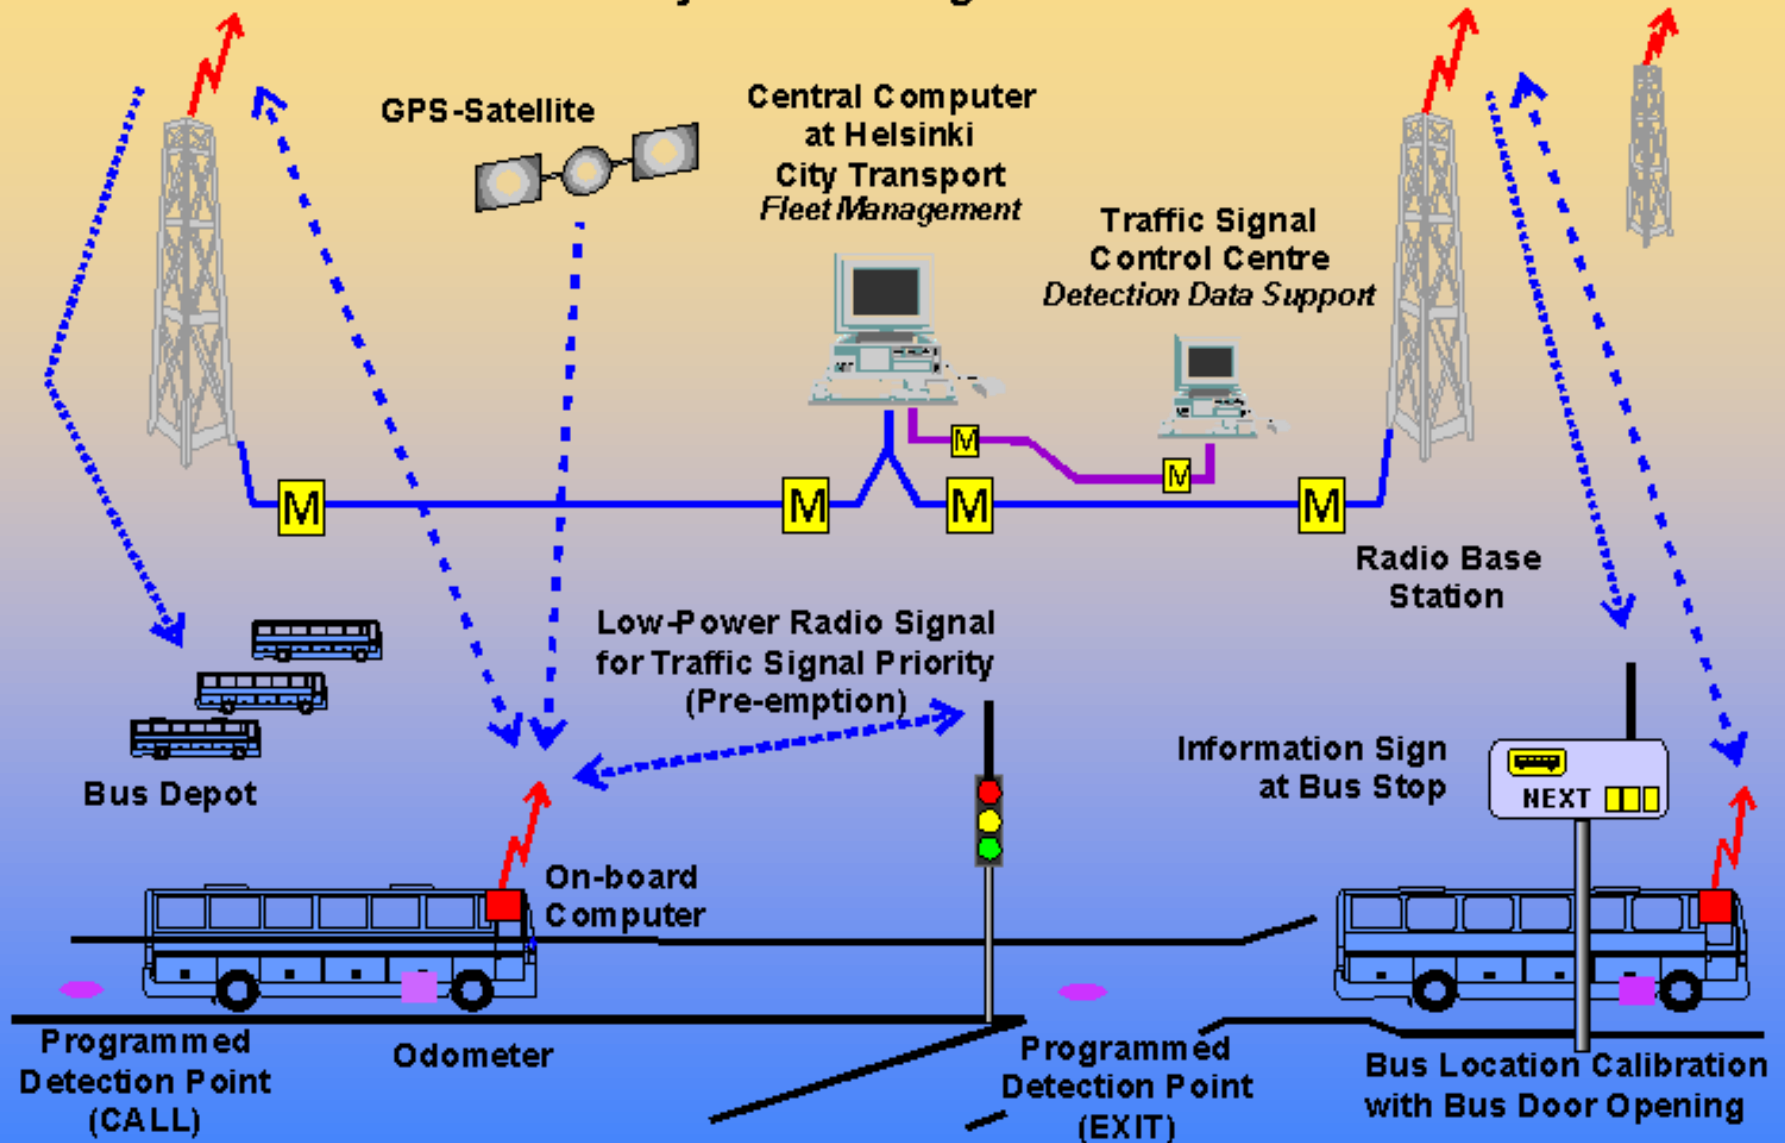 GPS-Satellite
Central Computer
at Helsinki
City Transport
Fleet Management
Traffic Signal
Control Centre
Detection Data Support
M
M
M
M
M
M
Radio Base
Station
Low-Power Radio Signal
for Traffic Signal Priority
(Pre-emption)
Bus Depot
Information Sign
at Bus Stop
NEXT
On-board
Computer
Programmed
Detection Point
(CALL)
Odometer
Programmed
Detection Point
(EXIT)
Bus Location Calibration
with Bus Door Opening